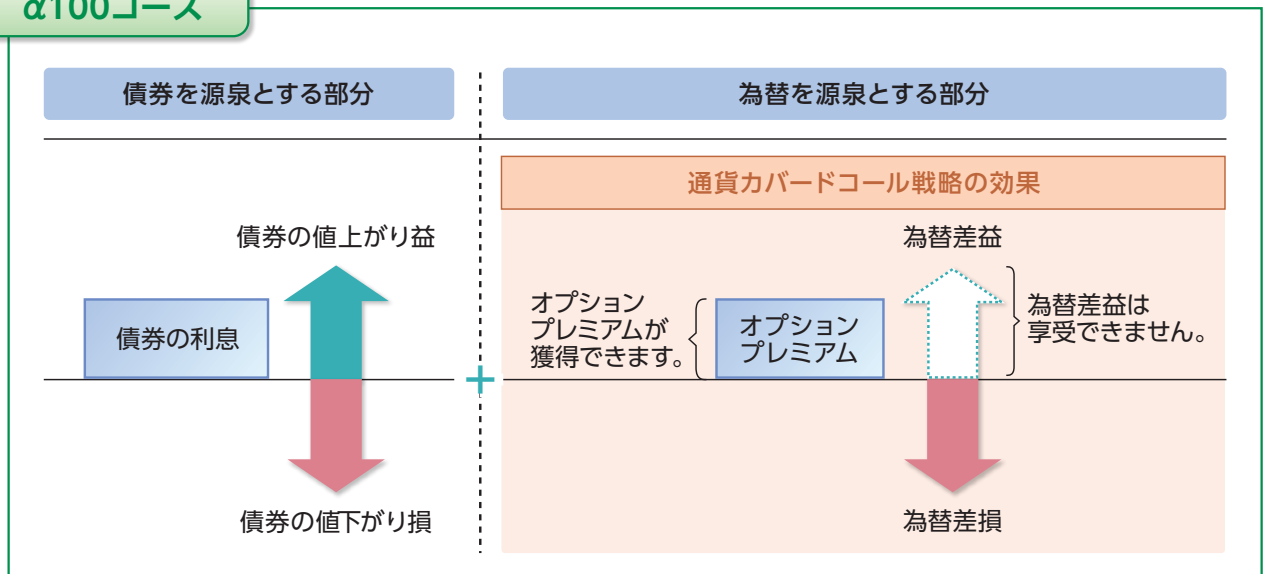 α100コース
債券を源泉とする部分
為替を源泉とする部分
通貨カバードコール戦略の効果
債券の値上がり益
債券の利息
債券の値下がり損
+
為替差益
オプション
プレミアムが
獲得できます。
オプション
プレミアム
為替差益は
享受できません。
為替差損